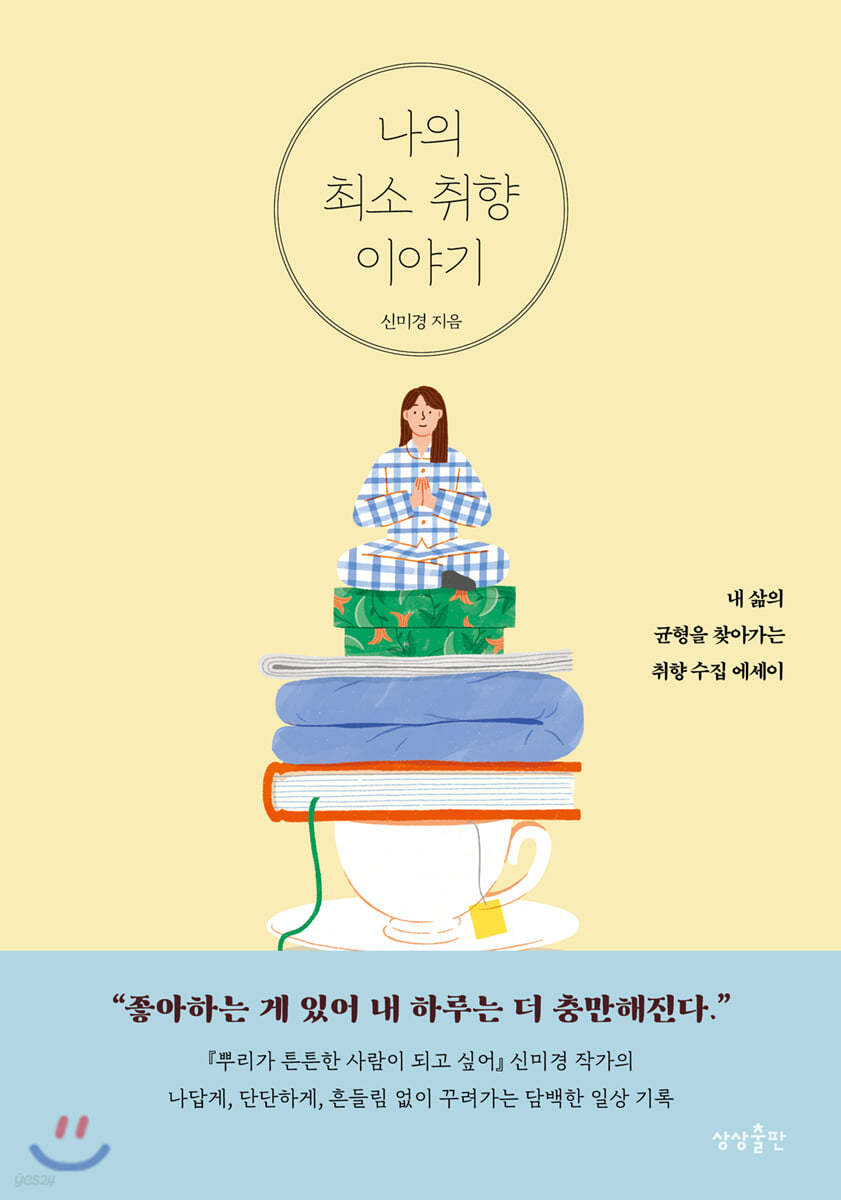 나의
최소 취향
이야기
신미경 지음
내 삶의
균형을 찾아가는
취향 수집 에세이
“좋아하는 게 있어 내 하루는 더 충만해진다.”
『뿌리가 튼튼한 사람이 되고 싶어』 신미경 작가의
나답게, 단단하게, 흔들림 없이 꾸려가는 담백한 일상 기록
상상출판
yes24